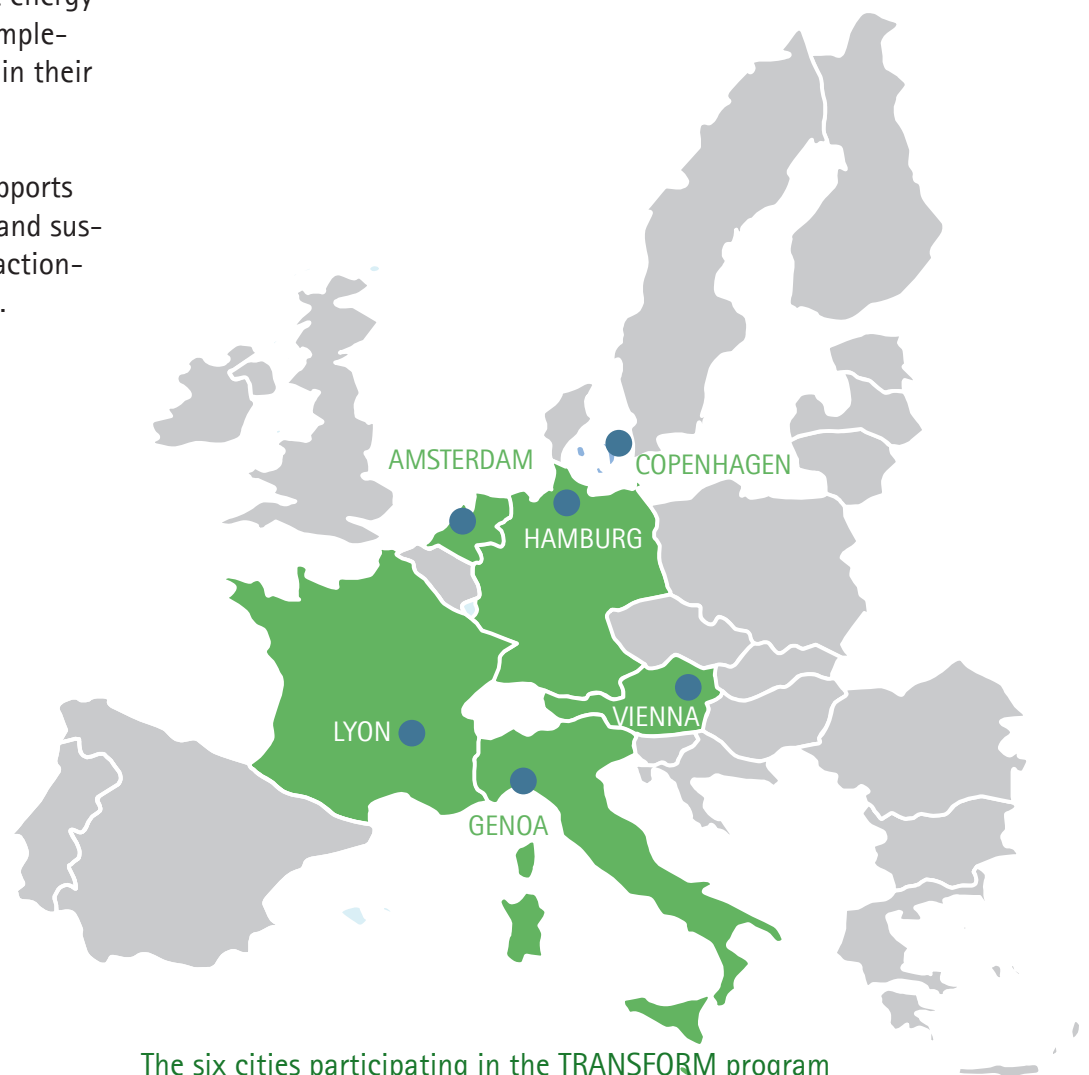 energy
mple-
in their
pports
and sus-
action-
.
AMSTERDAM
COPENHAGEN
HAMBURG
VIENNA
LYON
GENOA
The six cities participating in the TRANSFORM program